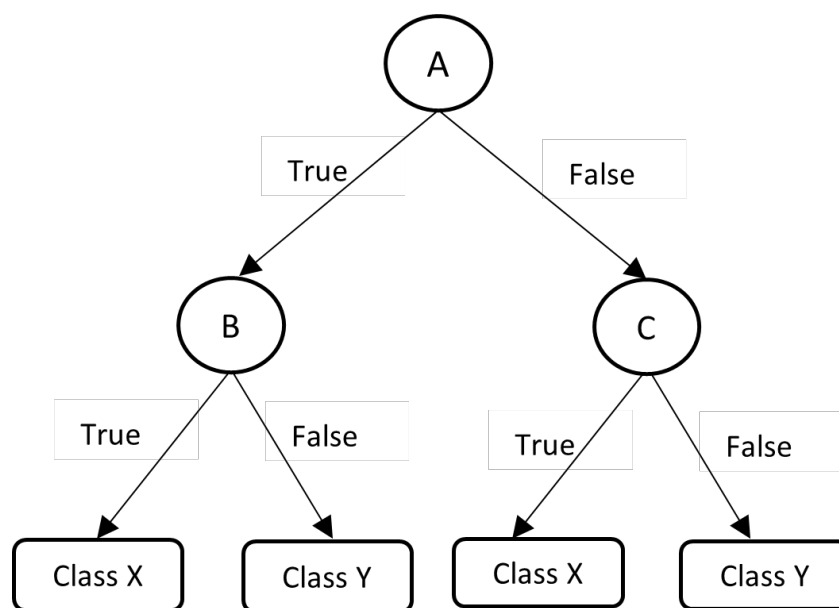 A
True
False
B
C
True
False
True
False
Class X
Class Y
Class X
Class Y